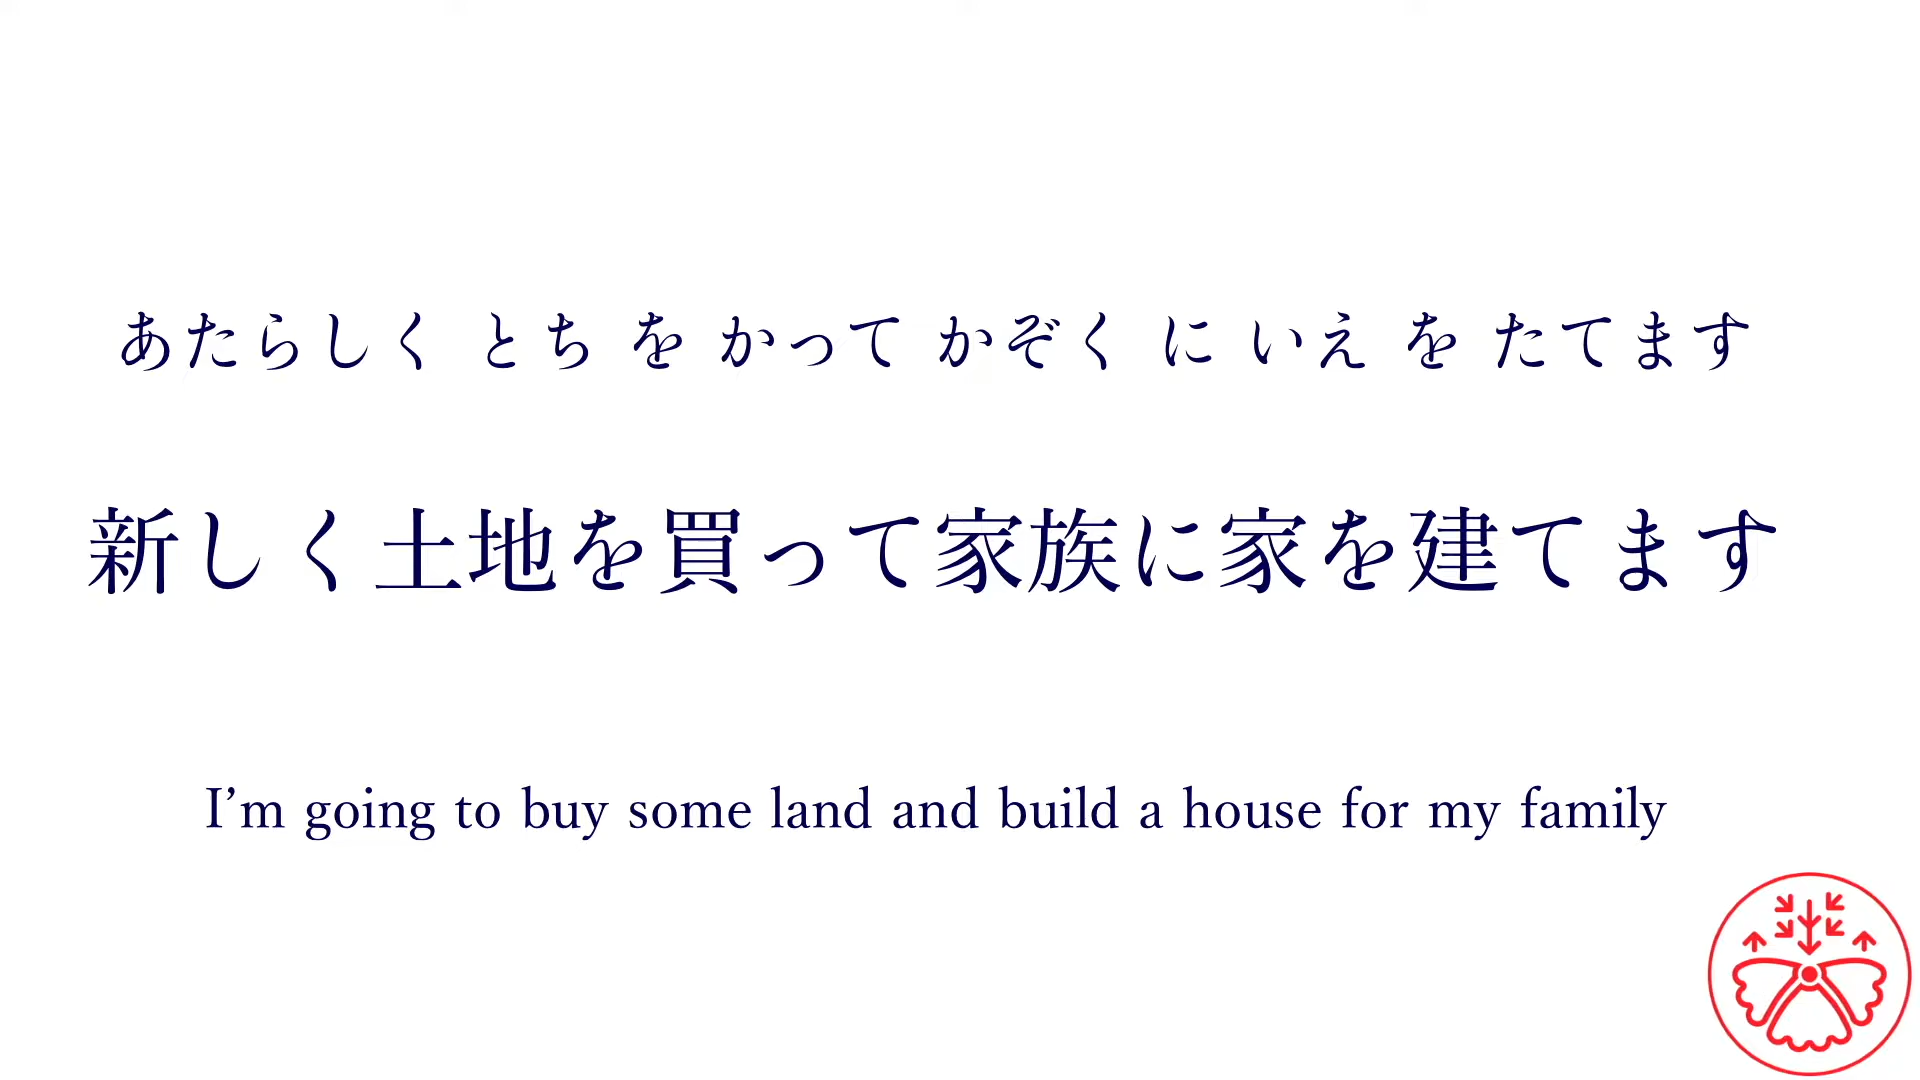 あたらしく とち を かって かぞく に いえ を たてます
新しく土地を買って家族に家を建てます
I’m going to buy some land and build a house for my family